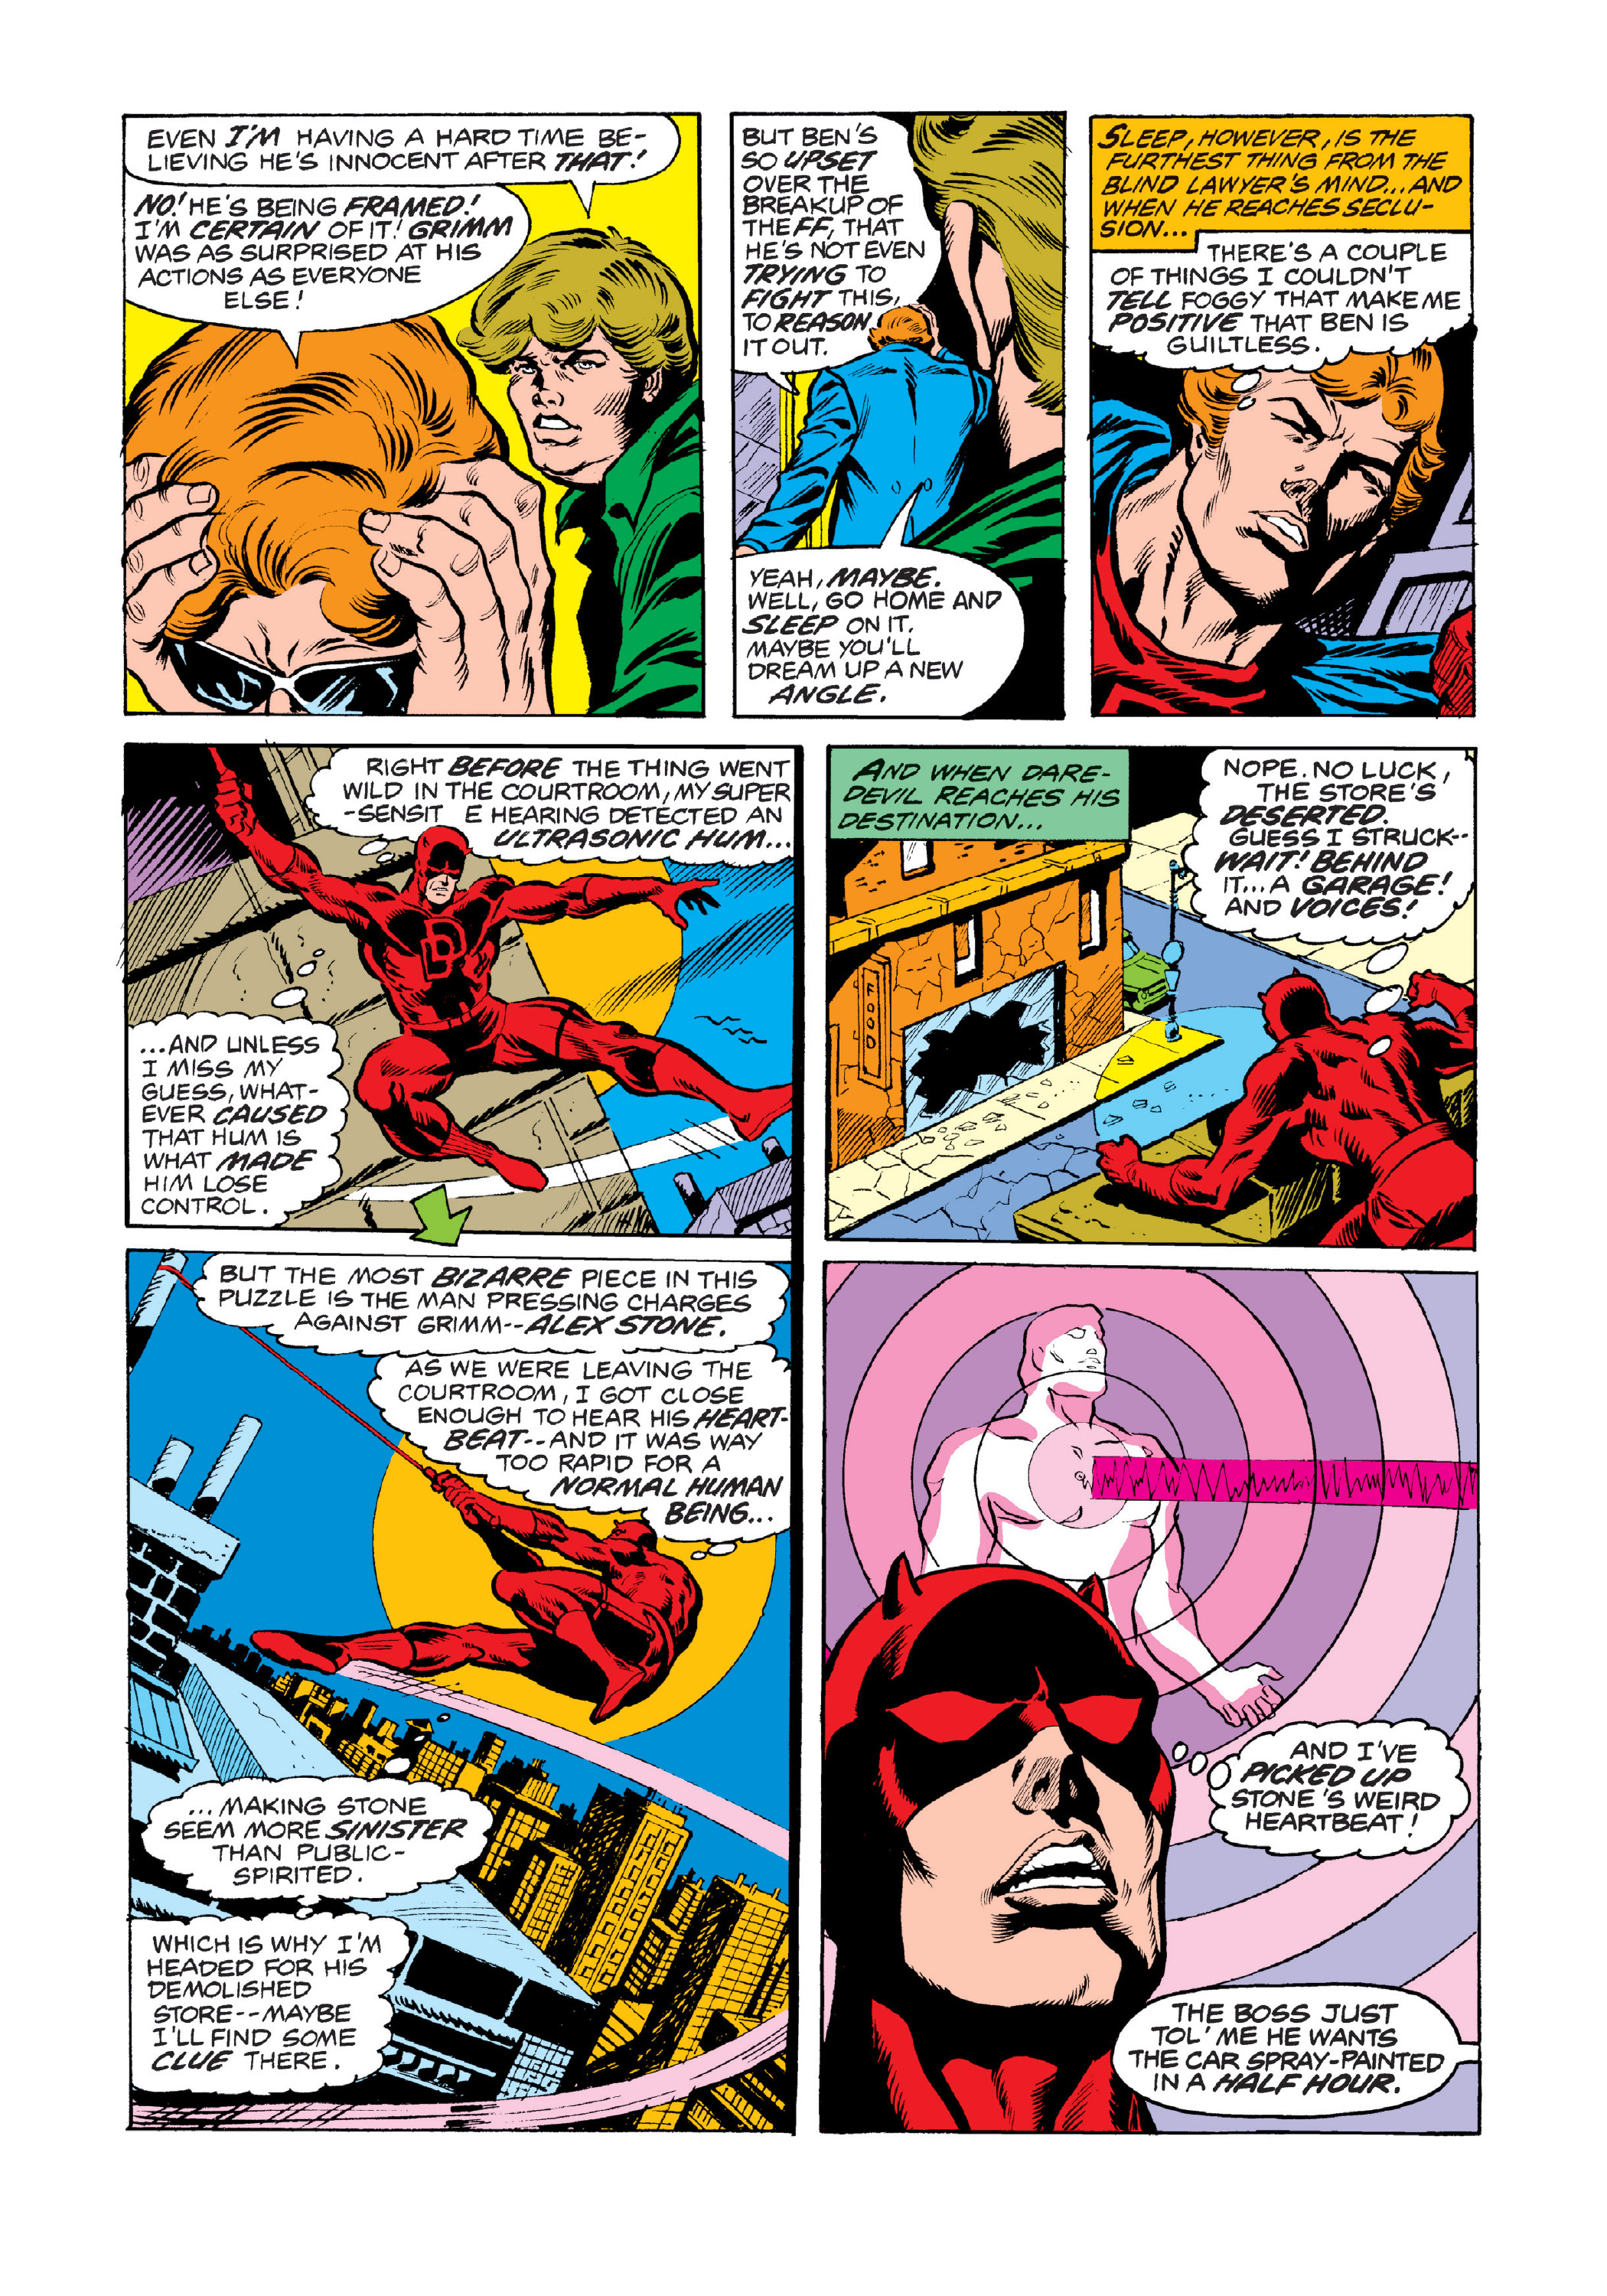 EVEN I'M HAVING A HARD TIME BE-
LIEVING HE'S INNOCENT AFTER THAT!
NO! HE'S BEING FRAMED!
I'M CERTAIN OF IT! GRIMM
WAS AS SURPRISED AT HIS
ACTIONS AS EVERYONE
ELSE!
BUT BEN'S
SO UPSET
OVER THE
BREAKUP OF
THE FF, THAT
HE'S NOT EVEN
TRYING TO
FIGHT THIS,
TO REASON
IT OUT.
YEAH, MAYBE.
WELL, GO HOME AND
SLEEP ON IT.
MAYBE YOU'LL
DREAM UP A NEW
ANGLE.
SLEEP, HOWEVER, IS THE
FURTHEST THING FROM THE
BLIND LAWYER'S MIND...AND
WHEN HE REACHES SECLU-
SION...
THERE'S A COUPLE
OF THINGS I COULDN'T
TELL FOGGY THAT MAKE ME
POSITIVE THAT BEN IS
GUILTLESS.
RIGHT BEFORE THE THING WENT
WILD IN THE COURTROOM, MY SUPER
-SENSIT E HEARING DETECTED AN
ULTRASONIC HUM...
DD
...AND UNLESS
I MISS MY
GUESS, WHAT-
EVER CAUSED
THAT HUM IS
WHAT MADE
HIM LOSE
CONTROL.
BUT THE MOST BIZARRE PIECE IN THIS
PUZZLE IS THE MAN PRESSING CHARGES
AGAINST GRIMM--ALEX STONE.
AS WE WERE LEAVING THE
COURTROOM, I GOT CLOSE
ENOUGH TO HEAR HIS HEART-
BEAT--AND IT WAS WAY
TOO RAPID FOR A
NORMAL HUMAN
BEING...
...MAKING STONE
SEEM MORE SINISTER
THAN PUBLIC-
SPIRITED.
WHICH IS WHY I'M
HEADED FOR HIS
DEMOLISHED
STORE--MAYBE
I'LL FIND SOME
CLUE THERE.
AND WHEN DARE-
DEVIL REACHES HIS
DESTINATION...
NOPE. NO LUCK,
THE STORE'S
DESERTED.
GUESS I STRUCK--
WAIT! BEHIND
IT...A GARAGE!
AND VOICES!
FOOD
AND I'VE
PICKED UP
STONE'S WEIRD
HEARTBEAT!
THE BOSS JUST
TOL' ME HE WANTS
THE CAR SPRAY-PAINTED
IN A HALF HOUR.